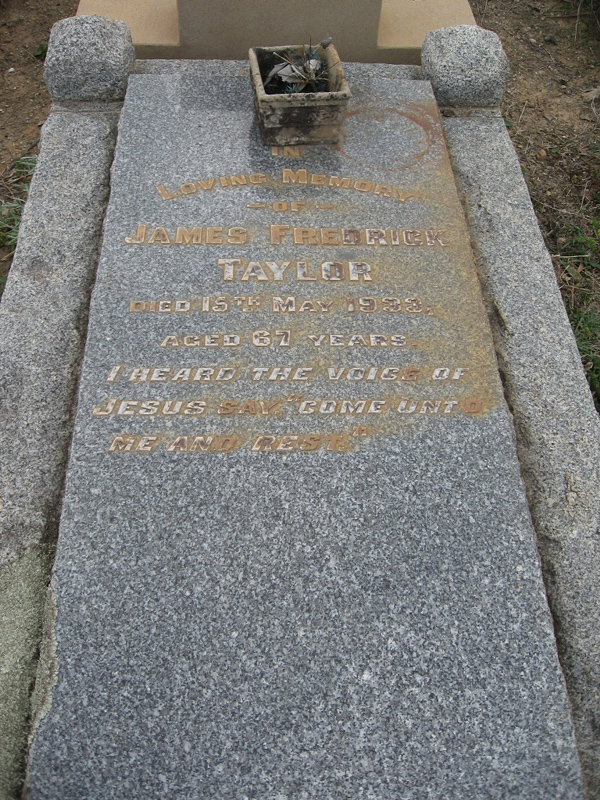 IN
LOVING MEMORY
— OF —
JAMES FREDRICK
TAYLOR
DIED 15TH MAY 1933.
AGED 67 YEARS.
I HEARD THE VOICE OF
JESUS SAY, "COME UNTO
ME AND REST."